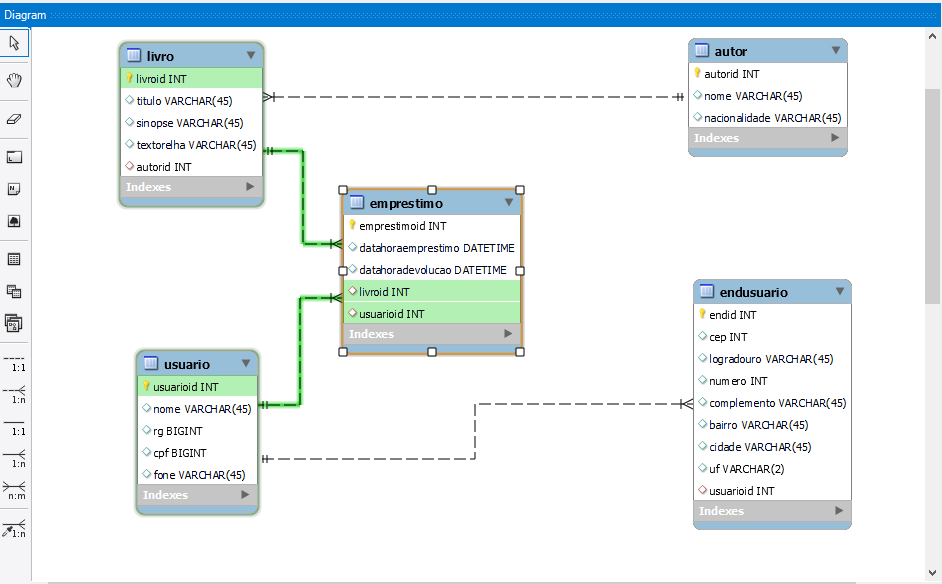 Diagram
livro
livroid INT
titulo VARCHAR(45)
sinopse VARCHAR(45)
textorelha VARCHAR(45)
autorid INT
Indexes
autor
autorid INT
nome VARCHAR(45)
nacionalidade VARCHAR(45)
Indexes
emprestimo
emprestimoid INT
datahoraemprestimo DATETIME
datahoradevolucao DATETIME
livroid INT
usuarioid INT
Indexes
usuario
usuarioid INT
nome VARCHAR(45)
rg BIGINT
cpf BIGINT
fone VARCHAR(45)
Indexes
endusuario
endid INT
cep INT
logradouro VARCHAR(45)
numero INT
complemento VARCHAR(45)
bairro VARCHAR(45)
cidade VARCHAR(45)
uf VARCHAR(2)
usuarioid INT
Indexes
1:1
1:n
1:1
1:n
n:m
1:n